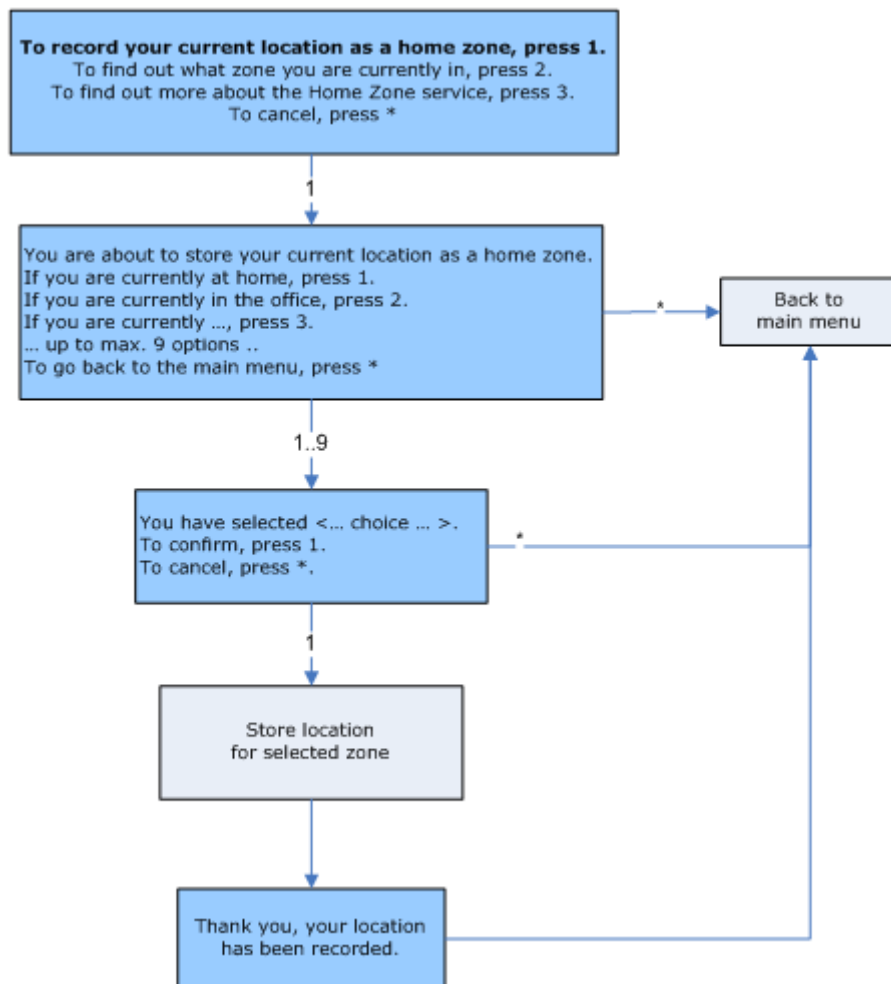 To record your current location as a home zone, press 1.
To find out what zone you are currently in, press 2.
To find out more about the Home Zone service, press 3.
To cancel, press *
1
You are about to store your current location as a home zone.
If you are currently at home, press 1.
If you are currently in the office, press 2.
If you are currently ..., press 3.
... up to max. 9 options ..
To go back to the main menu, press *
*
Back to
main menu
1..9
You have selected <... choice ... >.
To confirm, press 1.
To cancel, press *.
*
1
Store location
for selected zone
Thank you, your location
has been recorded.